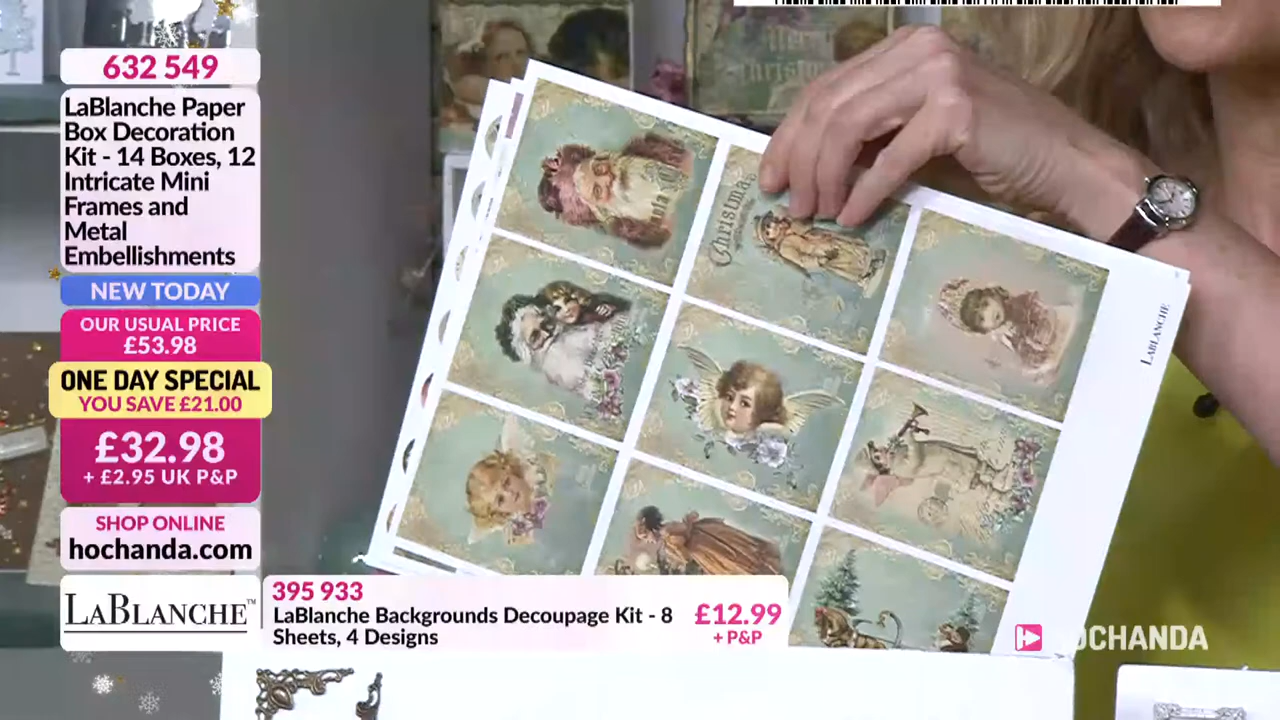 632 549
LaBlanche Paper
Box Decoration
Kit - 14 Boxes, 12
Intricate Mini
Frames and
Metal
Embellishments
NEW TODAY
OUR USUAL PRICE
£53.98
ONE DAY SPECIAL
YOU SAVE £21.00
£32.98
+ £2.95 UK P&P
SHOP ONLINE
hochanda.com
LABLANCHE™
395 933
LaBlanche Backgrounds Decoupage Kit - 8
Sheets, 4 Designs
£12.99
+ P&P
HOCHANDA
Christmas
LABLANCHE